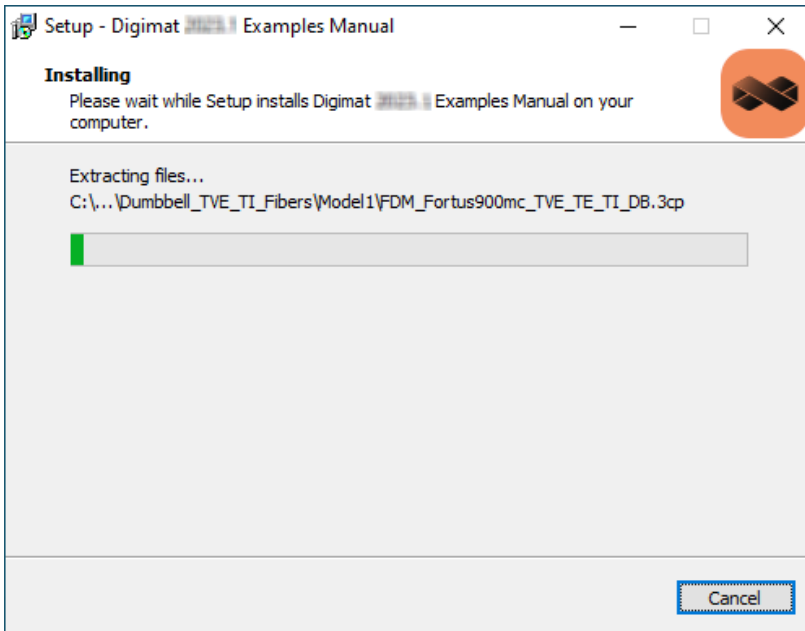 Setup - Digimat Examples Manual
Installing
Please wait while Setup installs Digimat Examples Manual on your
computer.
Extracting files...
C:\...\Dumbbell_TVE_TI_Fibers\Model1\FDM_Fortus900mc_TVE_TE_TI_DB.3cp
Cancel